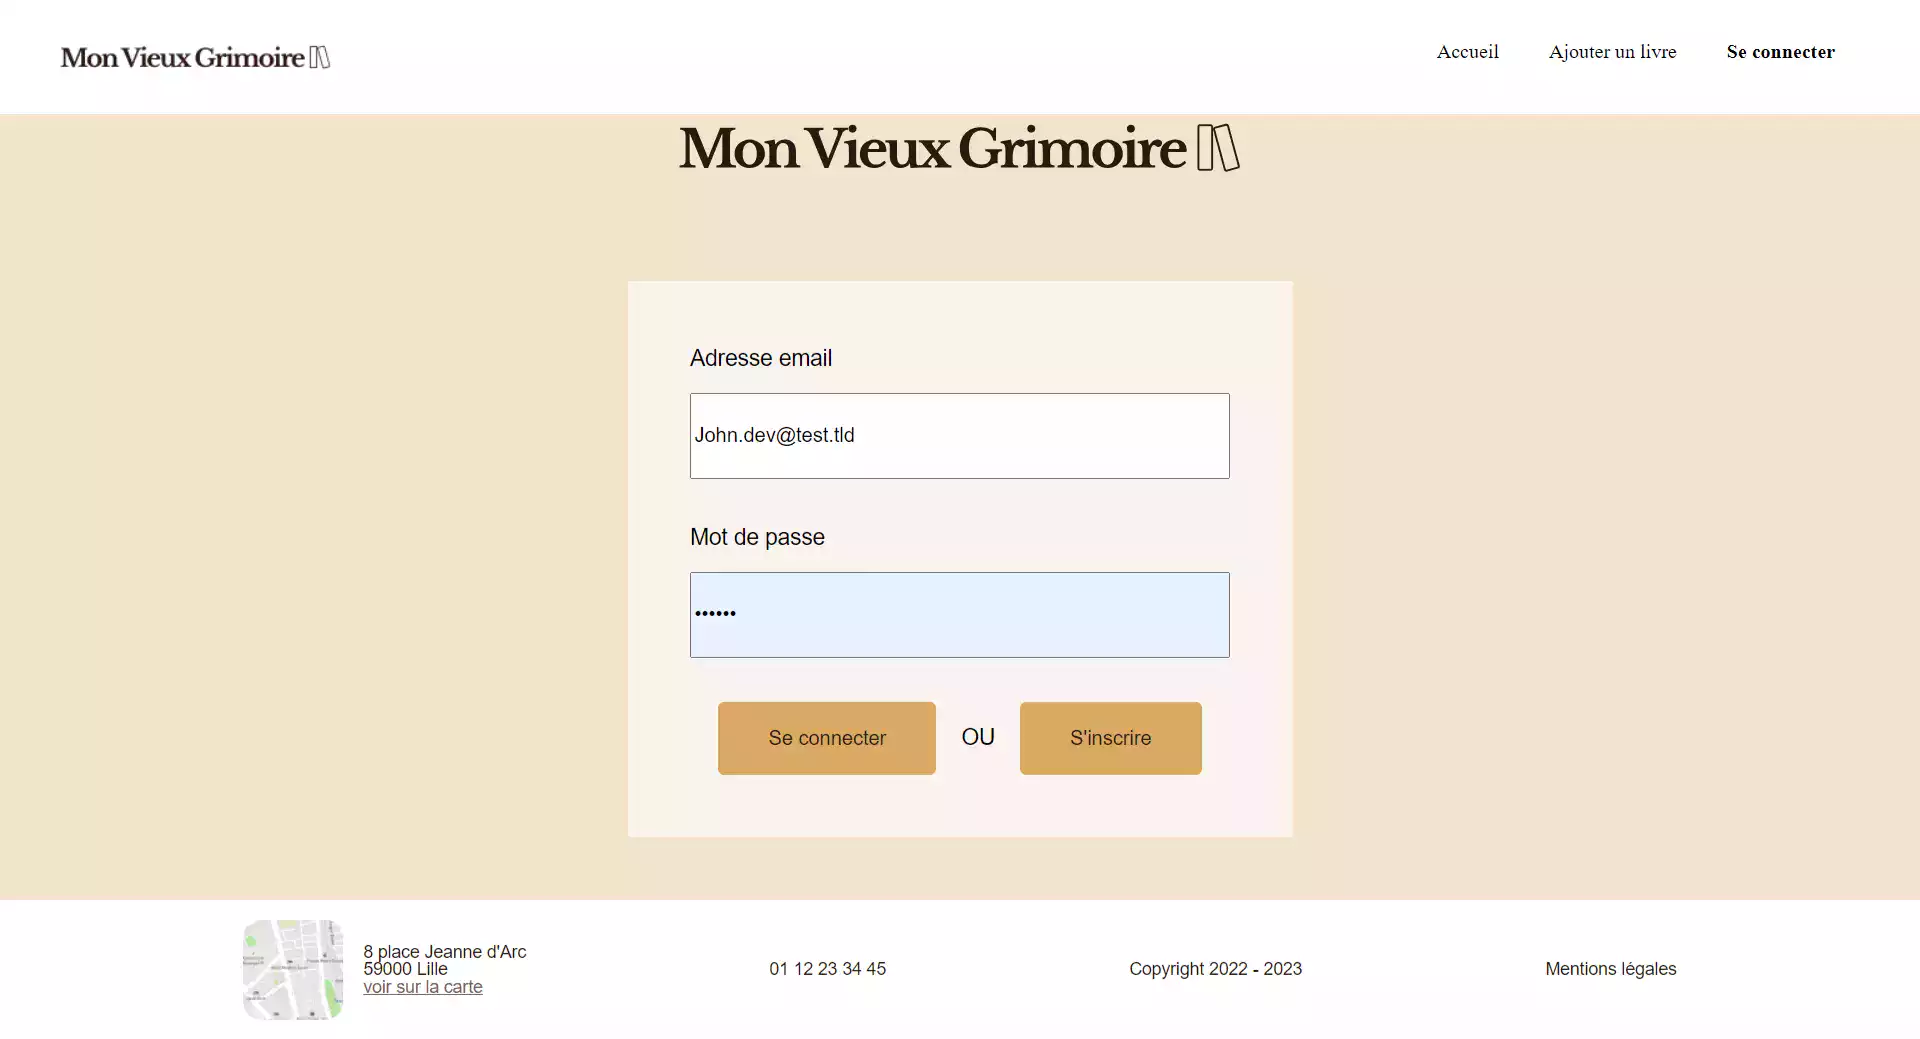 Mon Vieux Grimoire
Accueil
Ajouter un livre
Se connecter
Mon Vieux Grimoire
Adresse email
John.dev@test.tld
Mot de passe
••••••
Se connecter
OU
S'inscrire
8 place Jeanne d'Arc
59000 Lille
voir sur la carte
01 12 23 34 45
Copyright 2022 - 2023
Mentions légales